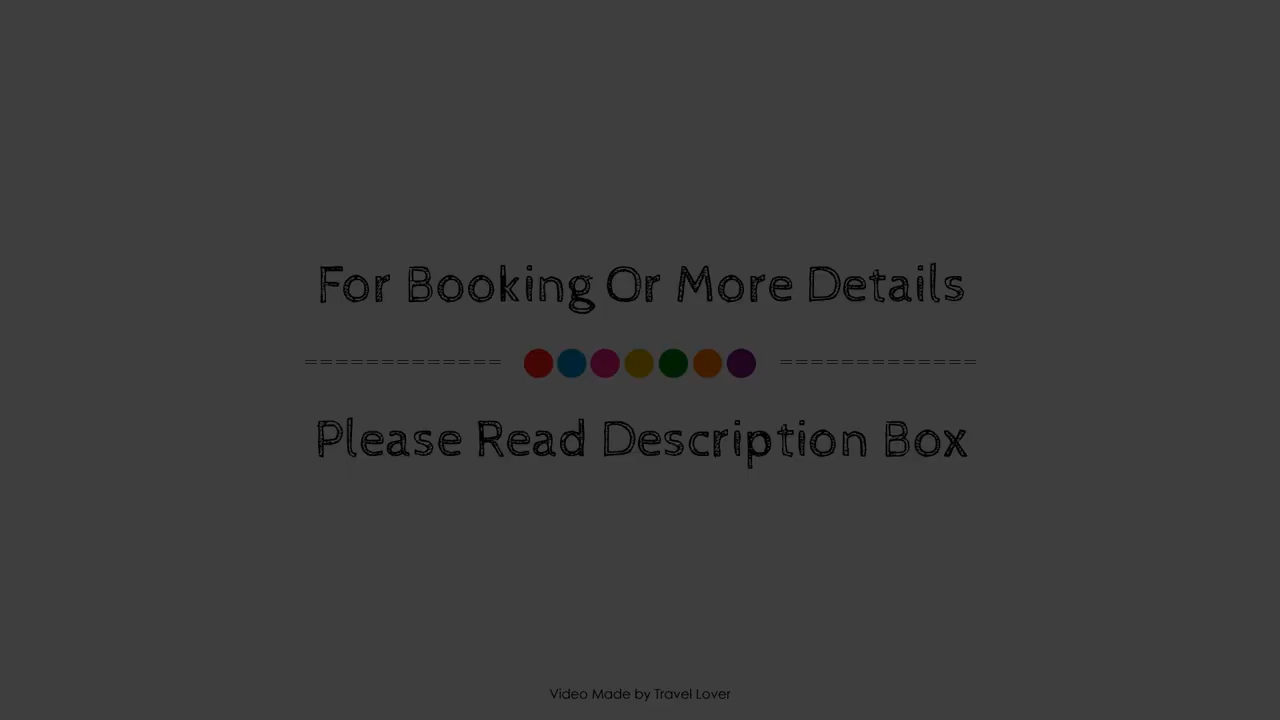 For Booking Or More Details
============= =============
Please Read Description Box
Video Made by Travel Lover